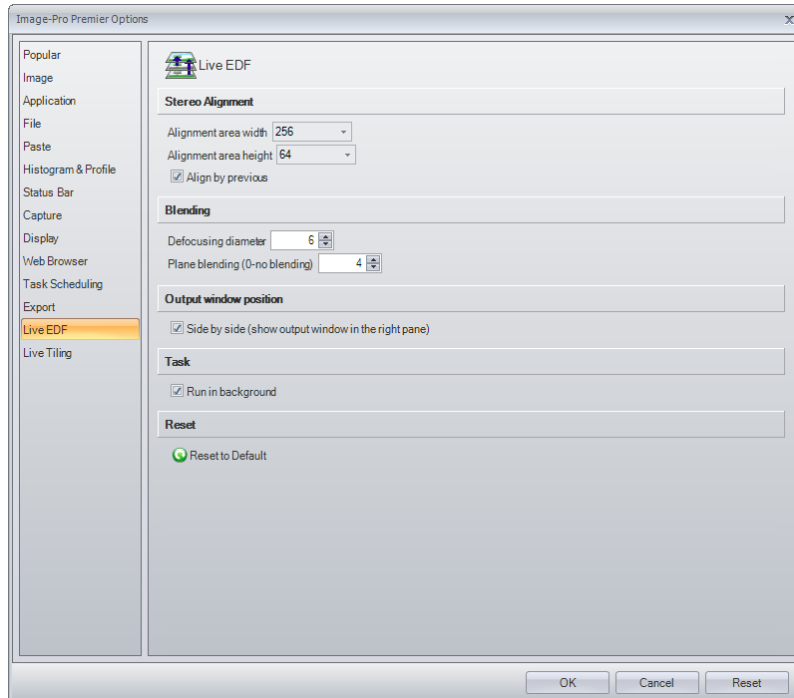 Image-Pro Premier Options
x
Popular
Image
Application
File
Paste
Histogram & Profile
Status Bar
Capture
Display
Web Browser
Task Scheduling
Export
Live EDF
Live Tiling
Live EDF
Stereo Alignment
Alignment area width 256
Alignment area height 64
Align by previous
Blending
Defocusing diameter 6
Plane blending (0-no blending) 4
Output window position
Side by side (show output window in the right pane)
Task
Run in background
Reset
Reset to Default
OK Cancel Reset